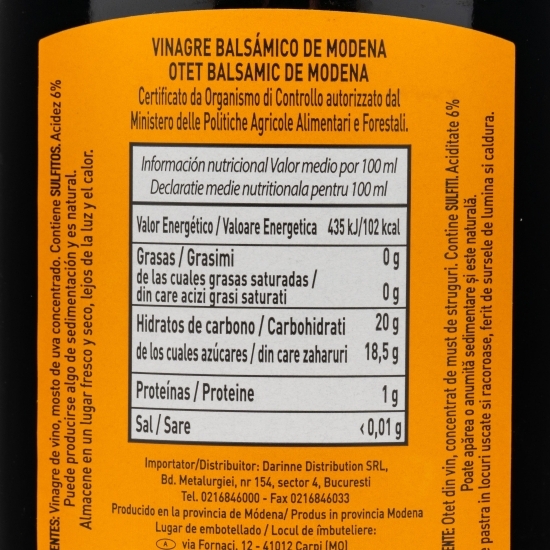 VINAGRE BALSÁMICO DE MODENA
OTET BALSAMIC DE MODENA
Certificato da Organismo di Controllo autorizzato dal
Ministero delle Politiche Agricole Alimentari e Forestali.
Información nutricional Valor medio por 100 ml
Declaratie medie nutritionala pentru 100 ml
Valor Energético / Valoare Energetica 435 kJ/102 kcal
Grasas / Grasimi 0 g
de las cuales grasas saturadas /
din care acizi grasi saturati 0 g
Hidratos de carbono / Carbohidrati 20 g
de los cuales azúcares / din care zaharuri 18,5 g
Proteínas / Proteine 1 g
Sal / Sare <0,01 g
Importator/Distribuitor: Darinne Distribution SRL,
Bd. Metalurgiei, nr 154, sector 4, Bucuresti
Tel. 0216846000 - Fax 0216846033
Producido en la provincia de Módena/ Produs in provincia Modena
Lugar de embotellado / Locul de îmbuteliere:
A via Fornaci, 12 - 41012 Carpi (MO)
ENTES: Vinagre de vino, mosto de uva concentrado. Contiene SULFITOS. Acidez 6%
Puede producirse algo de sedimentación y es natural.
Almacene en un lugar fresco y seco, lejos de la luz y el calor.
NTE: Otet din vin, concentrat de must de struguri. Contine SULFITI. Aciditate 6%
Poate apărea o anumită sedimentare și este naturală.
pastra in locuri uscate si racoroase, ferit de sursele de lumina si caldura.